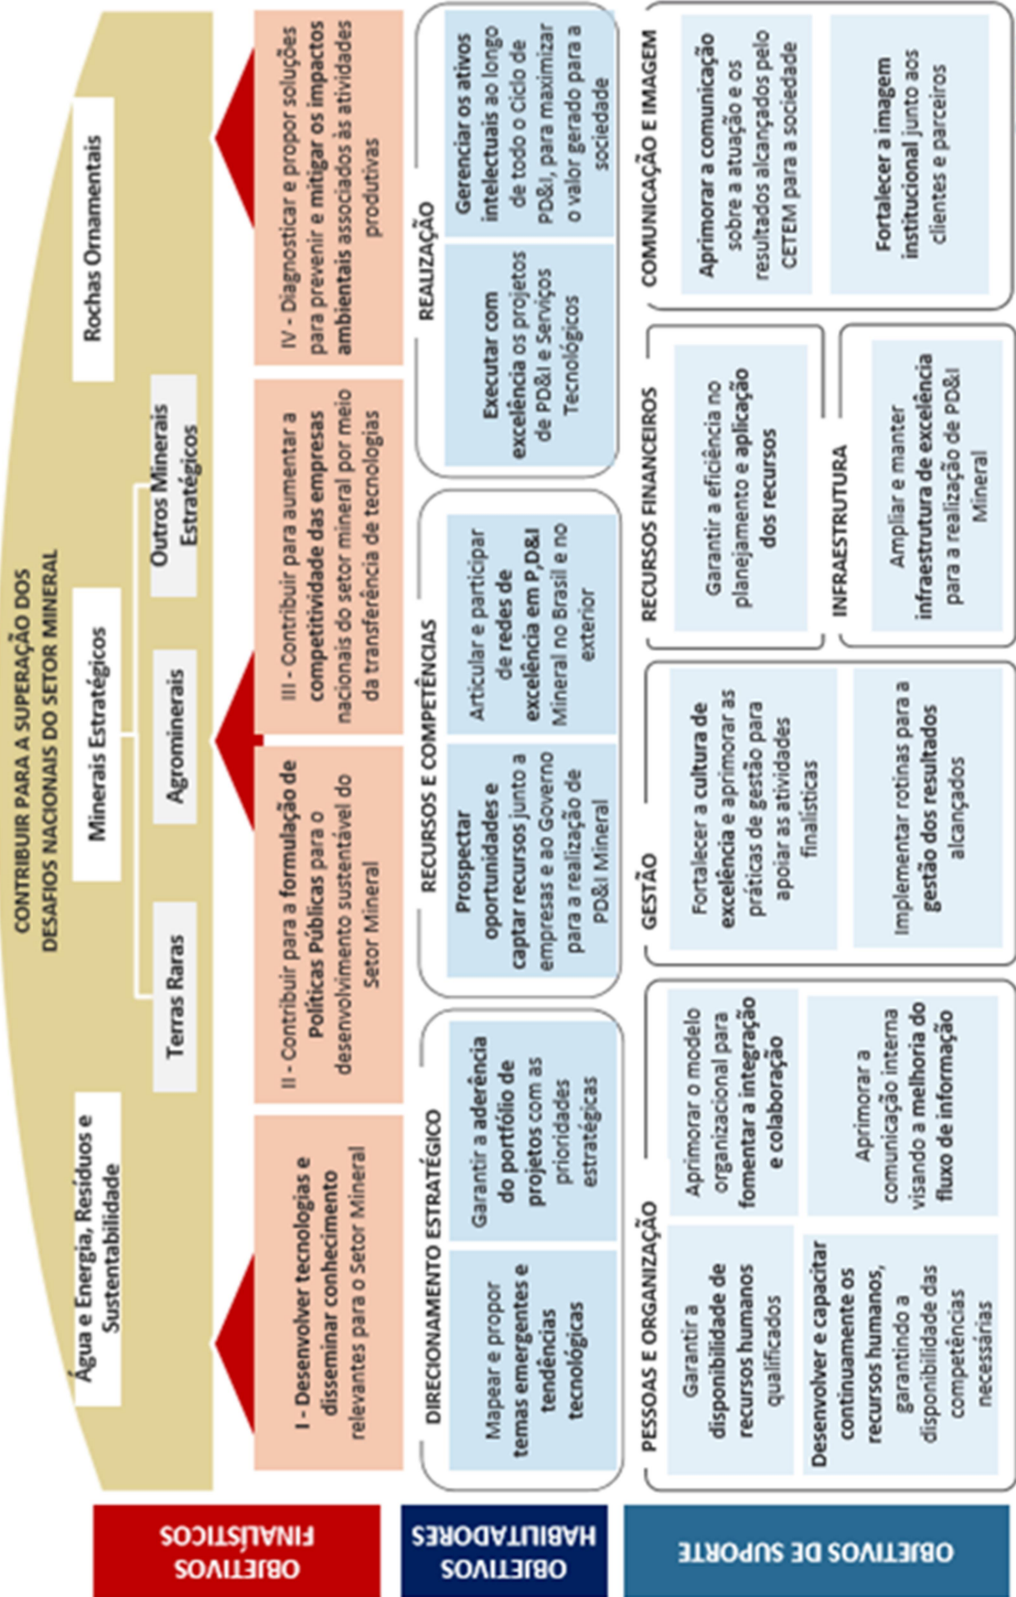 CONTRIBUIR PARA A SUPERAÇÃO DOS
DESAFIOS NACIONAIS DO SETOR MINERAL
Água e Energia, Resíduos e
Sustentabilidade
Minerais Estratégicos
Rochas Ornamentais
Terras Raras
Agrominerais
Outros Minerais
Estratégicos
OBJETIVOS
FINALÍSTICOS
I - Desenvolver tecnologias e
disseminar conhecimento
relevantes para o Setor Mineral
II - Contribuir para a formulação de
Políticas Públicas para o
desenvolvimento sustentável do
Setor Mineral
III - Contribuir para aumentar a
competitividade das empresas
nacionais do setor mineral por meio
da transferência de tecnologias
IV - Diagnosticar e propor soluções
para prevenir e mitigar os impactos
ambientais associados às atividades
produtivas
OBJETIVOS
HABILITADORES
DIRECIONAMENTO ESTRATÉGICO
Mapear e propor
temas emergentes e
tendências
tecnológicas
Garantir a aderência
do portfólio de
projetos com as
prioridades
estratégicas
RECURSOS E COMPETÊNCIAS
Prospectar
oportunidades e
captar recursos junto a
empresas e ao Governo
para a realização de
PD&I Mineral
Articular e participar
de redes de
excelência em P,D&I
Mineral no Brasil e no
exterior
REALIZAÇÃO
Executar com
excelência os projetos
de PD&I e Serviços
Tecnológicos
Gerenciar os ativos
intelectuais ao longo
de todo o Ciclo de
PD&I, para maximizar
o valor gerado para a
sociedade
OBJETIVOS DE SUPORTE
PESSOAS E ORGANIZAÇÃO
Garantir a
disponibilidade de
recursos humanos
qualificados
Aprimorar o modelo
organizacional para
fomentar a integração
e colaboração
Desenvolver e capacitar
continuamente os
recursos humanos,
garantindo a
disponibilidade das
competências
necessárias
Aprimorar a
comunicação interna
visando a melhoria do
fluxo de informação
GESTÃO
Fortalecer a cultura de
excelência e aprimorar as
práticas de gestão para
apoiar as atividades
finalísticas
Implementar rotinas para a
gestão dos resultados
alcançados
RECURSOS FINANCEIROS
Garantir a eficiência no
planejamento e aplicação
dos recursos
INFRAESTRUTURA
Ampliar e manter
infraestrutura de excelência
para a realização de PD&I
Mineral
COMUNICAÇÃO E IMAGEM
Aprimorar a comunicação
sobre a atuação e os
resultados alcançados pelo
CETEM para a sociedade
Fortalecer a imagem
institucional junto aos
clientes e parceiros